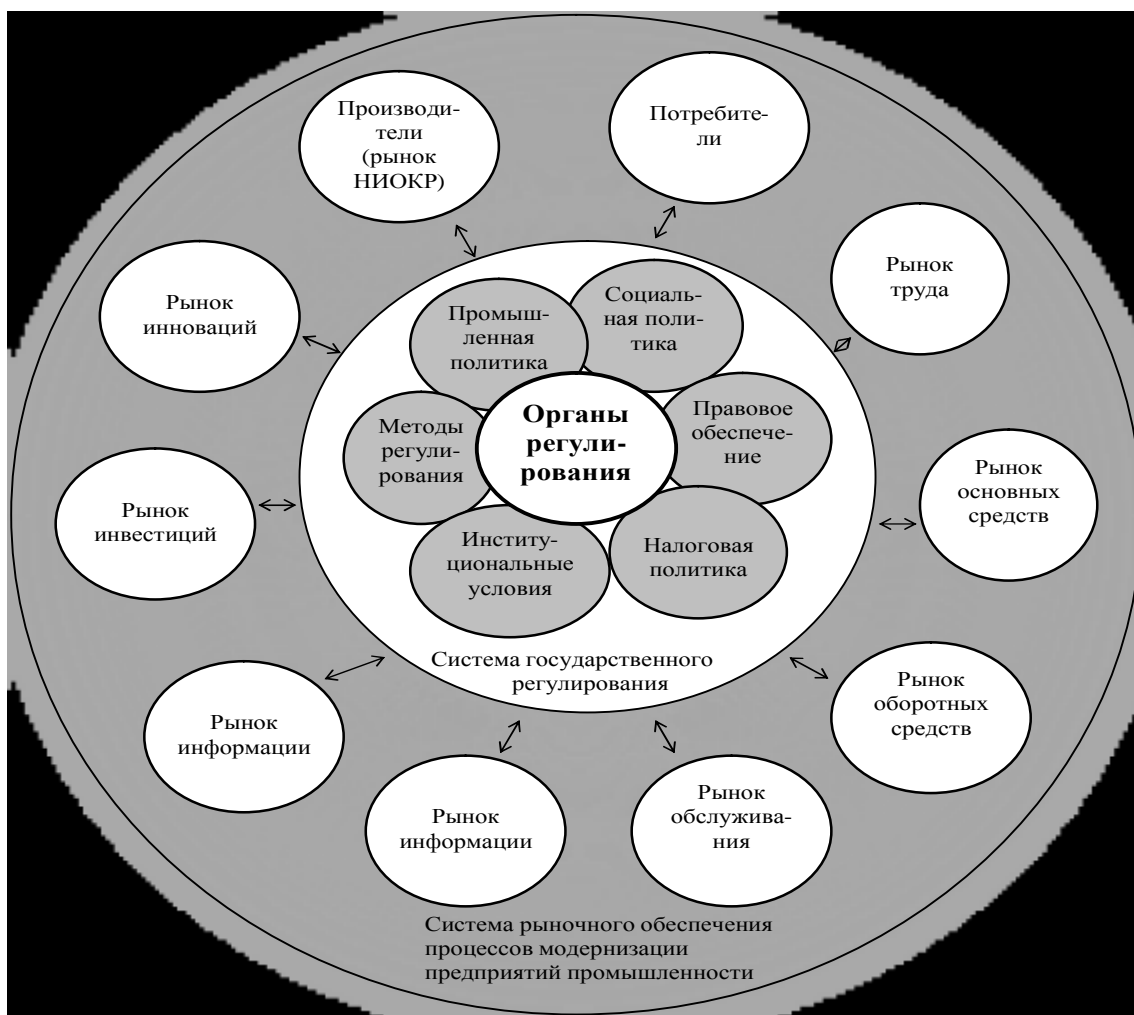 Производи-
тели
(рынок
НИОКР)
Потребите-
ли
Рынок
труда
Рынок
инноваций
Промыш-
ленная
политика
Социаль-
ная поли-
тика
Методы
регули-
рования
Органы
регули-
рования
Правовое
обеспече-
ние
Рынок
основных
средств
Рынок
инвестиций
Институ-
циональные
условия
Налоговая
политика
Система государственного
регулирования
Рынок
оборотных
средств
Рынок
информации
Рынок
информации
Рынок
обслужива-
ния
Система рыночного обеспечения
процессов модернизации
предприятий промышленности